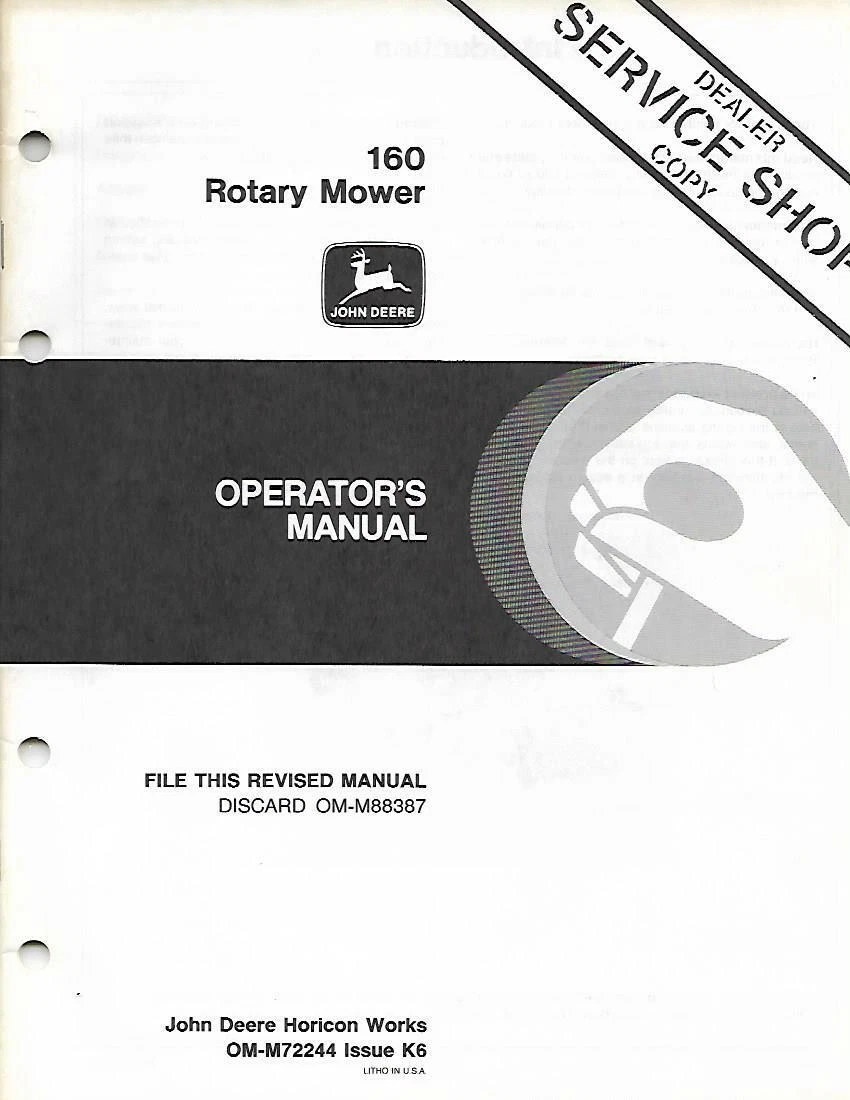 DEALER
SERVICE SHOP
COPY
160
Rotary Mower
JOHN DEERE
OPERATOR'S
MANUAL
FILE THIS REVISED MANUAL
DISCARD OM-M88387
John Deere Horicon Works
OM-M72244 Issue K6
LITHO IN U.S.A.